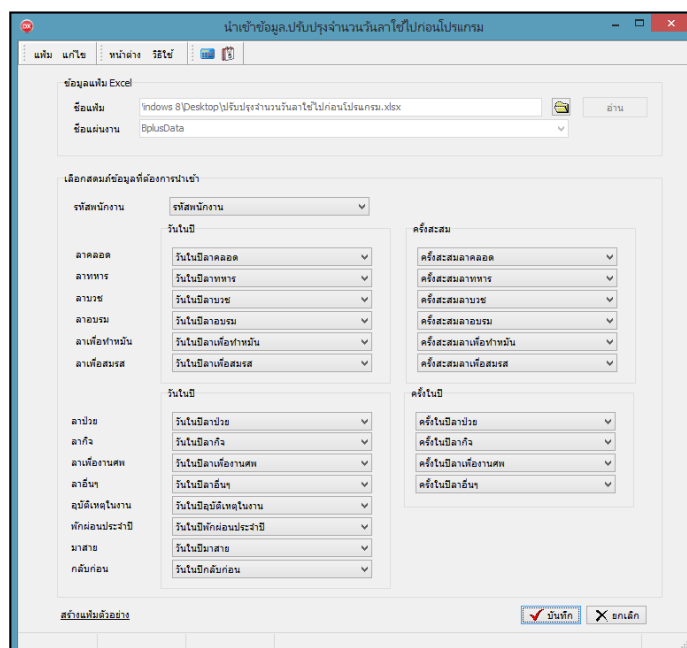 นำเข้าข้อมูล.ปรับปรุงจำนวนวันลาใช้ไปก่อนโปรแกรม
แฟ้ม แก้ไข หน้าต่าง วิธีใช้
ข้อมูลแฟ้ม Excel
ชื่อแฟ้ม indows 8\Desktop\ปรับปรุงจำนวนวันลาใช้ไปก่อนโปรแกรม.xlsx อ่าน
ชื่อแผ่นงาน BplusData
เลือกสดมภ์ข้อมูลที่ต้องการนำเข้า
รหัสพนักงาน รหัสพนักงาน
วันในปี ครั้งสะสม
ลาคลอด วันในปีลาคลอด ครั้งสะสมลาคลอด
ลาทหาร วันในปีลาทหาร ครั้งสะสมลาทหาร
ลาบวช วันในปีลาบวช ครั้งสะสมลาบวช
ลาอบรม วันในปีลาอบรม ครั้งสะสมลาอบรม
ลาเพื่อทำหมัน วันในปีลาเพื่อทำหมัน ครั้งสะสมลาเพื่อทำหมัน
ลาเพื่อสมรส วันในปีลาเพื่อสมรส ครั้งสะสมลาเพื่อสมรส
วันในปี ครั้งในปี
ลาป่วย วันในปีลาป่วย ครั้งในปีลาป่วย
ลากิจ วันในปีลากิจ ครั้งในปีลากิจ
ลาเพื่องานศพ วันในปีลาเพื่องานศพ ครั้งในปีลาเพื่องานศพ
ลาอื่นๆ วันในปีลาอื่นๆ ครั้งในปีลาอื่นๆ
อุบัติเหตุในงาน วันในปีอุบัติเหตุในงาน
พักผ่อนประจำปี วันในปีพักผ่อนประจำปี
มาสาย วันในปีมาสาย
กลับก่อน วันในปีกลับก่อน
สร้างแฟ้มตัวอย่าง บันทึก ยกเลิก